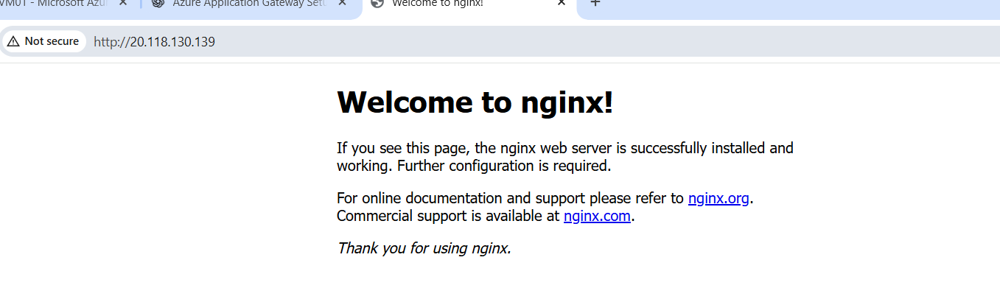 VM01 - Microsoft Azu
Azure Application Gateway Setu
Welcome to nginx!
Not secure
http://20.118.130.139
Welcome to nginx!
If you see this page, the nginx web server is successfully installed and
working. Further configuration is required.
For online documentation and support please refer to nginx.org.
Commercial support is available at nginx.com.
Thank you for using nginx.